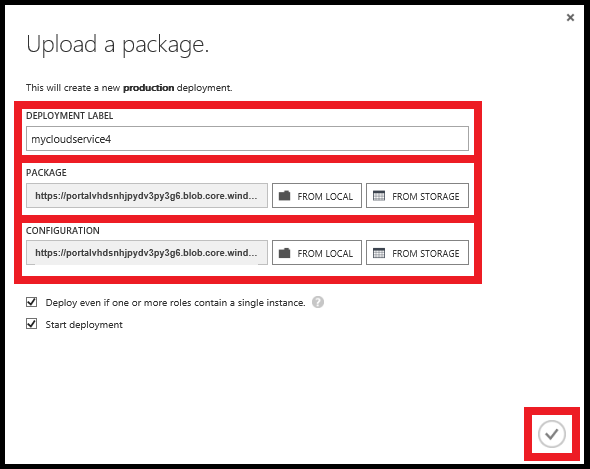 Upload a package.
This will create a new production deployment.
DEPLOYMENT LABEL
mycloudservice4
PACKAGE
https://portalvhdsnhjpydv3py3g6.blob.core.wind... FROM LOCAL FROM STORAGE
CONFIGURATION
https://portalvhdsnhjpydv3py3g6.blob.core.wind... FROM LOCAL FROM STORAGE
Deploy even if one or more roles contain a single instance. ?
Start deployment